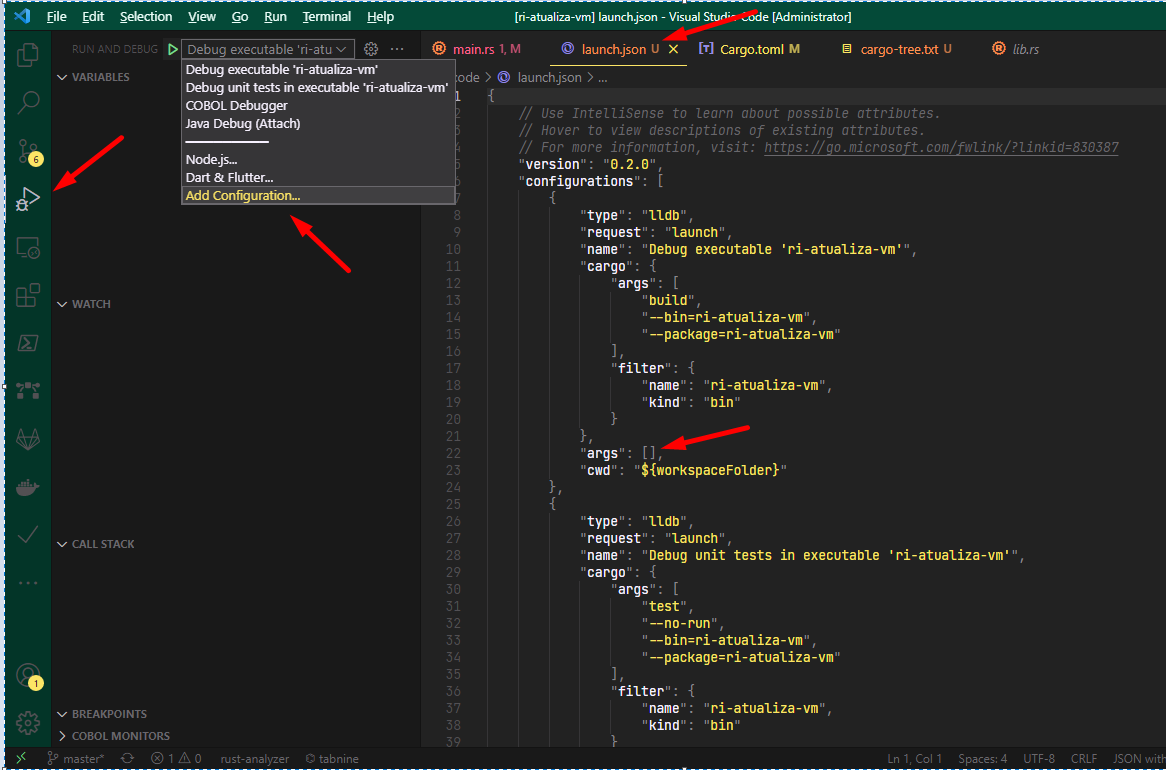 File Edit Selection View Go Run Terminal Help
[ri-atualiza-vm] launch.json - Visual Studio Code [Administrator]
RUN AND DEBUG
Debug executable 'ri-atu
main.rs 1, M
launch.json U
Cargo.toml M
cargo-tree.txt U
lib.rs
VARIABLES
Debug executable 'ri-atualiza-vm'
Debug unit tests in executable 'ri-atualiza-vm'
COBOL Debugger
Java Debug (Attach)
Node.js...
Dart & Flutter...
Add Configuration...
WATCH
CALL STACK
BREAKPOINTS
COBOL MONITORS
6
1
code > launch.json > ...
1 {
2 // Use IntelliSense to learn about possible attributes.
3 // Hover to view descriptions of existing attributes.
4 // For more information, visit: https://go.microsoft.com/fwlink/?linkid=830387
5 "version": "0.2.0",
6 "configurations": [
7 {
8 "type": "lldb",
9 "request": "launch",
10 "name": "Debug executable 'ri-atualiza-vm'",
11 "cargo": {
12 "args": [
13 "build",
14 "--bin=ri-atualiza-vm",
15 "--package=ri-atualiza-vm"
16 ],
17 "filter": {
18 "name": "ri-atualiza-vm",
19 "kind": "bin"
20 }
21 },
22 "args": [],
23 "cwd": "${workspaceFolder}"
24 },
25 {
26 "type": "lldb",
27 "request": "launch",
28 "name": "Debug unit tests in executable 'ri-atualiza-vm'",
29 "cargo": {
30 "args": [
31 "test",
32 "--no-run",
33 "--bin=ri-atualiza-vm",
34 "--package=ri-atualiza-vm"
35 ],
36 "filter": {
37 "name": "ri-atualiza-vm",
38 "kind": "bin"
39 }
master* 1 0 rust-analyzer tabnine
Ln 1, Col 1 Spaces: 4 UTF-8 CRLF JSON with